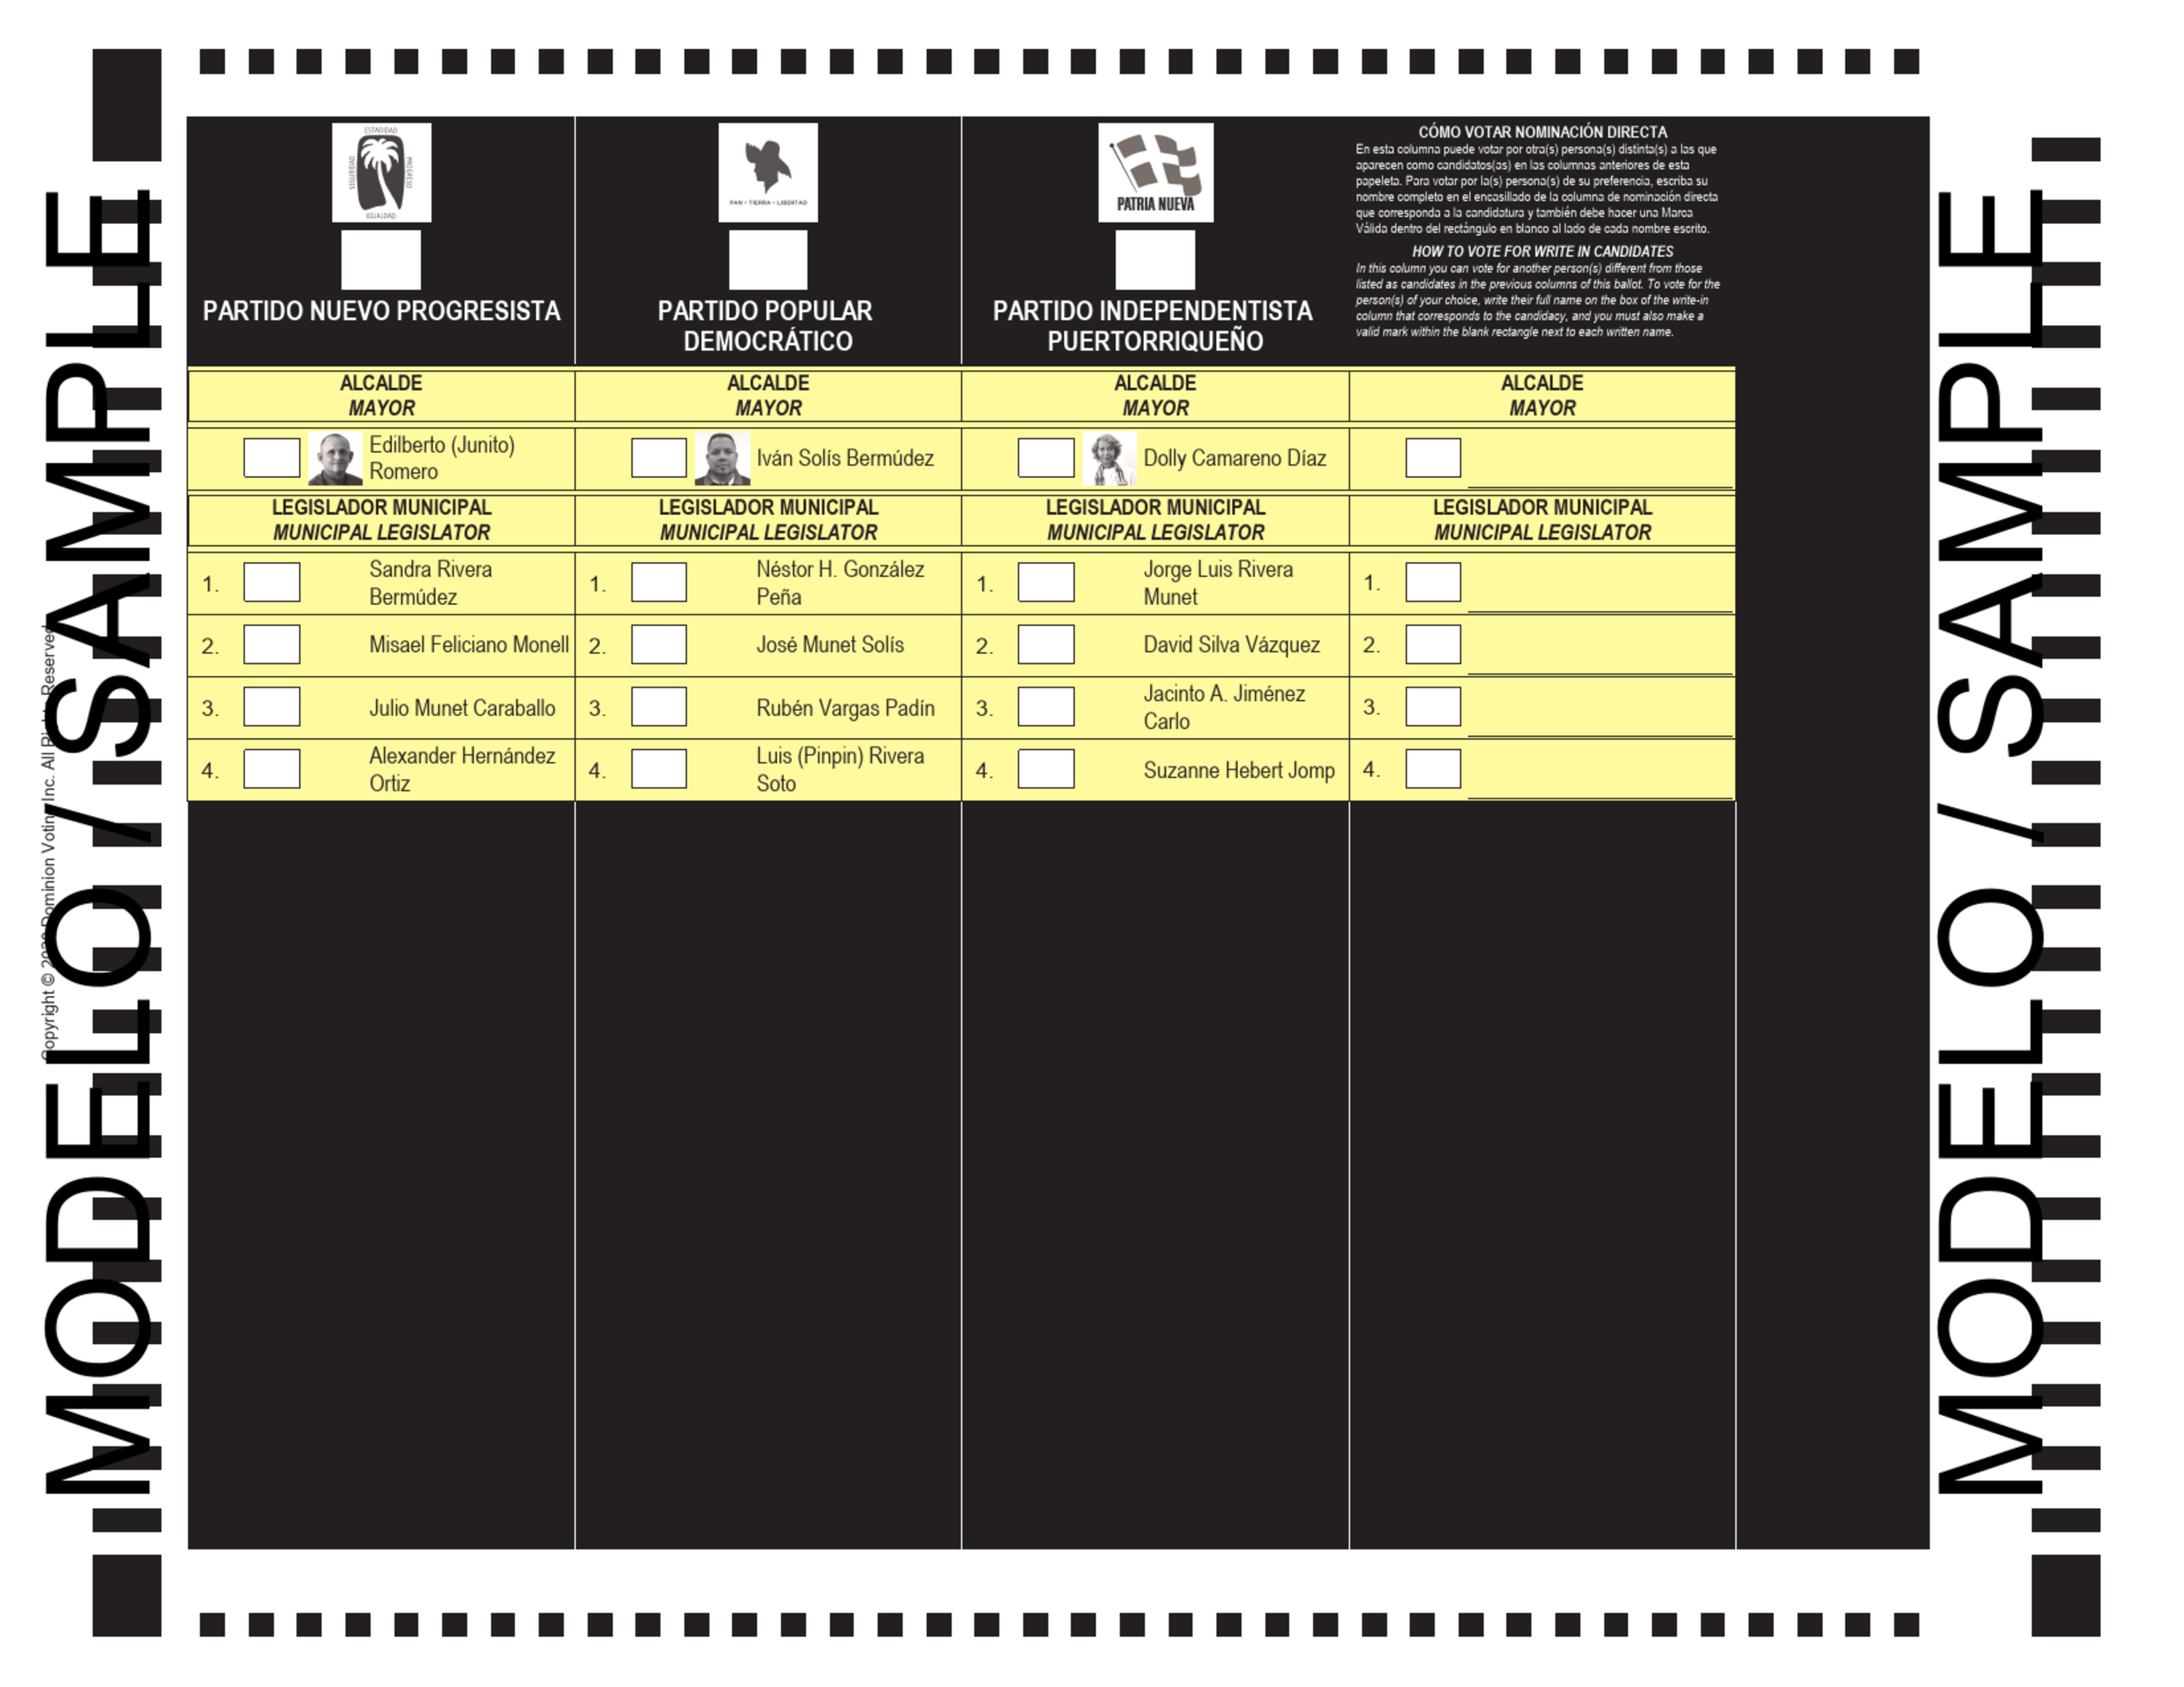 MODELO / SAMPLE
ESTADIDAD
SEGURIDAD
PROGRESO
IGUALDAD
PARTIDO NUEVO PROGRESISTA
PAN • TIERRA • LIBERTAD
PARTIDO POPULAR
DEMOCRÁTICO
PATRIA NUEVA
PARTIDO INDEPENDENTISTA
PUERTORRIQUEÑO
CÓMO VOTAR NOMINACIÓN DIRECTA
En esta columna puede votar por otra(s) persona(s) distinta(s) a las que
aparecen como candidatos(as) en las columnas anteriores de esta
papeleta. Para votar por la(s) persona(s) de su preferencia, escriba su
nombre completo en el encasillado de la columna de nominación directa
que corresponda a la candidatura y también debe hacer una Marca
Válida dentro del rectángulo en blanco al lado de cada nombre escrito.
HOW TO VOTE FOR WRITE IN CANDIDATES
In this column you can vote for another person(s) different from those
listed as candidates in the previous columns of this ballot. To vote for the
person(s) of your choice, write their full name on the box of the write-in
column that corresponds to the candidacy, and you must also make a
valid mark within the blank rectangle next to each written name.
ALCALDE
MAYOR
ALCALDE
MAYOR
ALCALDE
MAYOR
ALCALDE
MAYOR
Edilberto (Junito)
Romero
Iván Solís Bermúdez
Dolly Camareno Díaz
LEGISLADOR MUNICIPAL
MUNICIPAL LEGISLATOR
LEGISLADOR MUNICIPAL
MUNICIPAL LEGISLATOR
LEGISLADOR MUNICIPAL
MUNICIPAL LEGISLATOR
LEGISLADOR MUNICIPAL
MUNICIPAL LEGISLATOR
1. Sandra Rivera
Bermúdez
1. Néstor H. González
Peña
1. Jorge Luis Rivera
Munet
1.
2. Misael Feliciano Monell
2. José Munet Solís
2. David Silva Vázquez
2.
3. Julio Munet Caraballo
3. Rubén Vargas Padín
3. Jacinto A. Jiménez
Carlo
3.
4. Alexander Hernández
Ortiz
4. Luis (Pinpin) Rivera
Soto
4. Suzanne Hebert Jomp
4.
Copyright © Dominion Voting Inc. All Rights Reserved
MODELO / SAMPLE